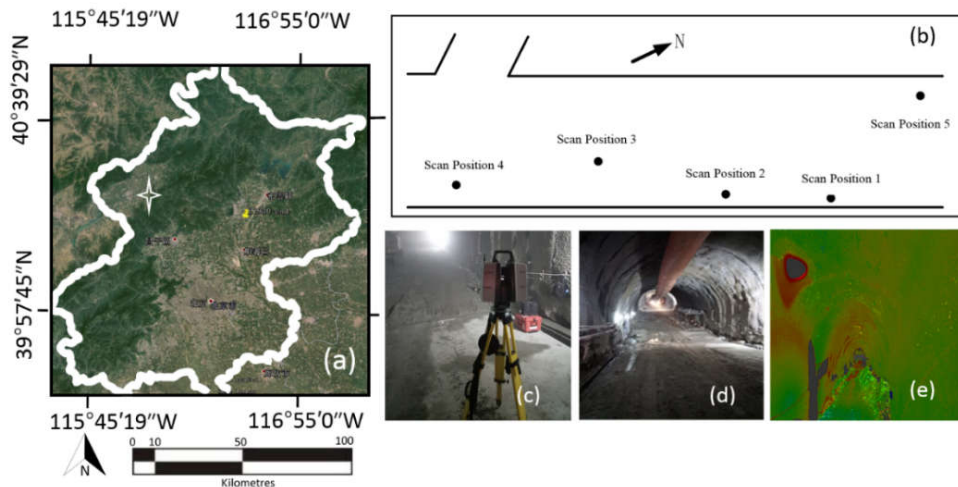 115°45′19″W 116°55′0″W
40°39′29″N
39°57′45″N
(a)
115°45′19″W 116°55′0″W
N
0 10 50 100
Kilometres
(b)
N
Scan Position 5
Scan Position 3
Scan Position 4
Scan Position 2
Scan Position 1
(c)
(d)
(e)